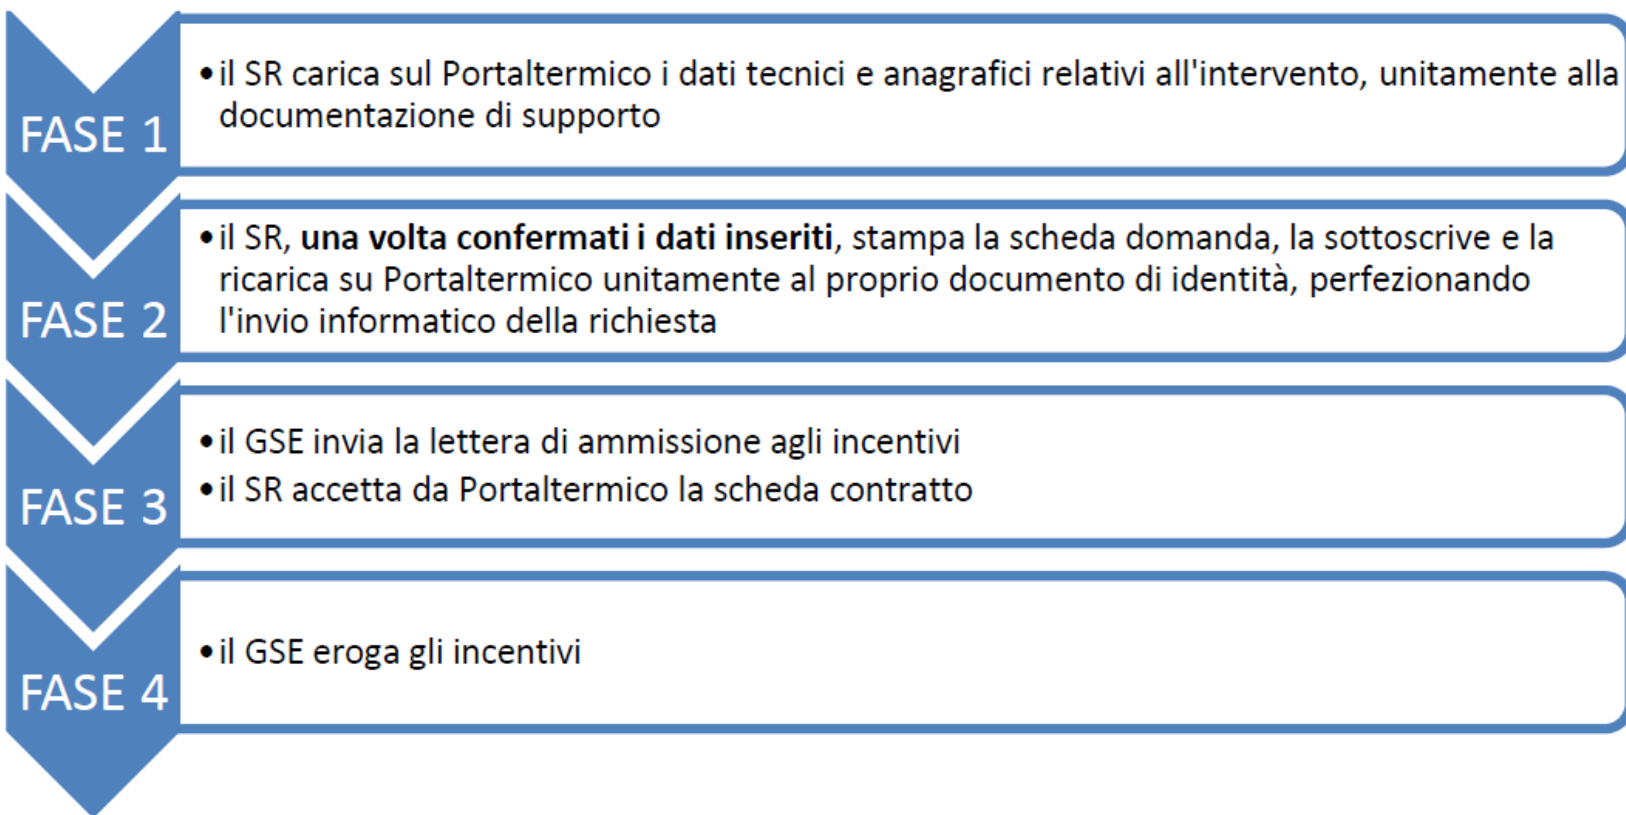 FASE 1
• il SR carica sul Portaltermico i dati tecnici e anagrafici relativi all'intervento, unitamente alla
documentazione di supporto
FASE 2
• il SR, una volta confermati i dati inseriti, stampa la scheda domanda, la sottoscrive e la
ricarica su Portaltermico unitamente al proprio documento di identità, perfezionando
l'invio informatico della richiesta
FASE 3
• il GSE invia la lettera di ammissione agli incentivi
• il SR accetta da Portaltermico la scheda contratto
FASE 4
• il GSE eroga gli incentivi